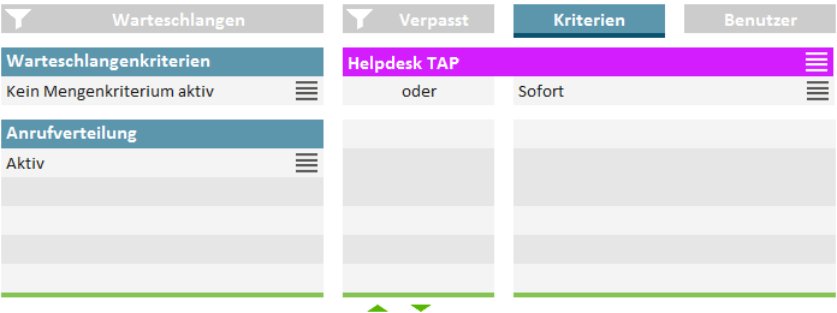 Warteschlangen
Verpasst
Kriterien
Benutzer
Warteschlangenkriterien
Kein Mengenkriterium aktiv
Anrufverteilung
Aktiv
Helpdesk TAP
oder
Sofort